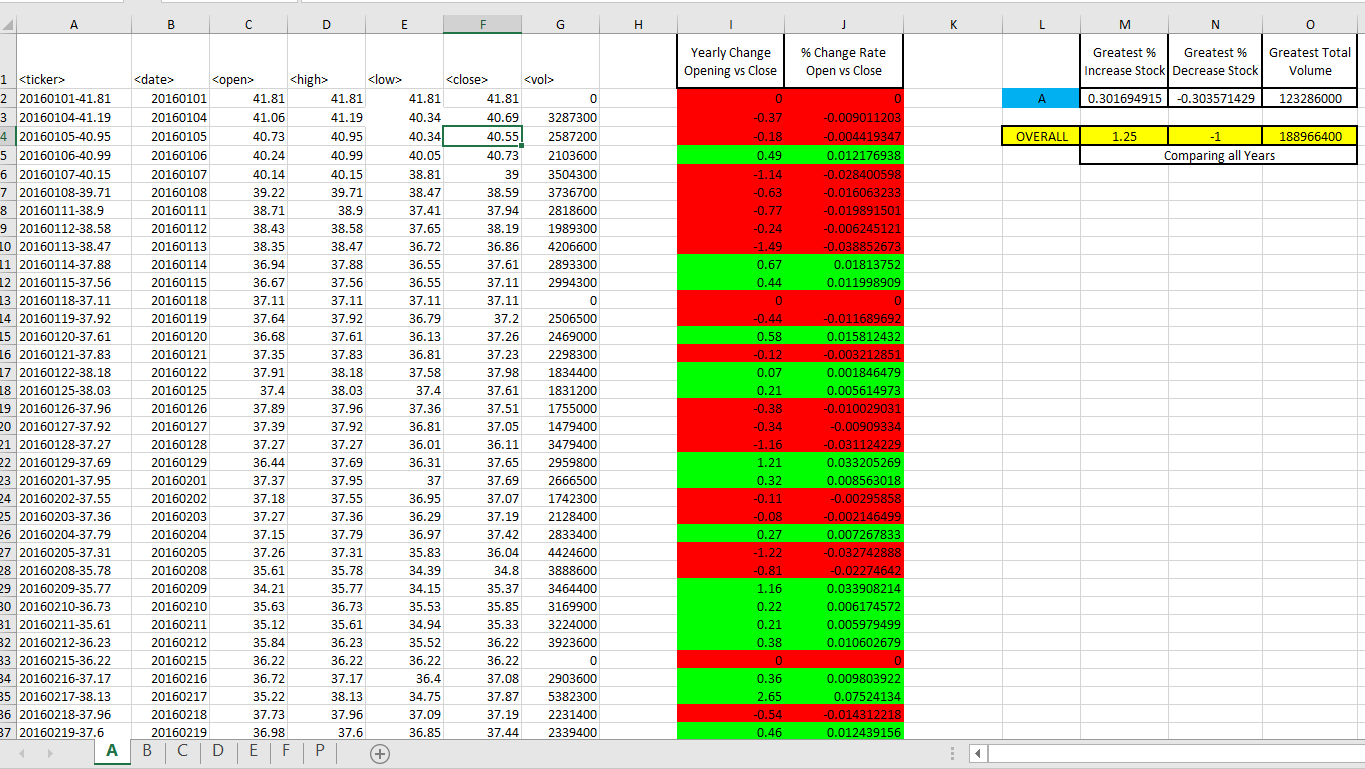 A B C D E F G H I J K L M N O
Yearly Change % Change Rate Greatest % Greatest % Greatest Total
1 <ticker> <date> <open> <high> <low> <close> <vol> Opening vs Close Open vs Close Increase Stock Decrease Stock Volume
2 20160101-41.81 20160101 41.81 41.81 41.81 41.81 0 0 0 A 0.301694915 -0.303571429 123286000
3 20160104-41.19 20160104 41.06 41.19 40.34 40.69 3287300 -0.37 -0.009011203
4 20160105-40.95 20160105 40.73 40.95 40.34 40.55 2587200 -0.18 -0.004419347 OVERALL 1.25 -1 188966400
5 20160106-40.99 20160106 40.24 40.99 40.05 40.73 2103600 0.49 0.012176938 Comparing all Years
6 20160107-40.15 20160107 40.14 40.15 38.81 39 3504300 -1.14 -0.028400598
7 20160108-39.71 20160108 39.22 39.71 38.47 38.59 3736700 -0.63 -0.016063233
8 20160111-38.9 20160111 38.71 38.9 37.41 37.94 2818600 -0.77 -0.019891501
9 20160112-38.58 20160112 38.43 38.58 37.65 38.19 1989300 -0.24 -0.006245121
10 20160113-38.47 20160113 38.35 38.47 36.72 36.86 4206600 -1.49 -0.038852673
11 20160114-37.88 20160114 36.94 37.88 36.55 37.61 2893300 0.67 0.01813752
12 20160115-37.56 20160115 36.67 37.56 36.55 37.11 2994300 0.44 0.011998909
13 20160118-37.11 20160118 37.11 37.11 37.11 37.11 0 0 0
14 20160119-37.92 20160119 37.64 37.92 36.79 37.2 2506500 -0.44 -0.011689692
15 20160120-37.61 20160120 36.68 37.61 36.13 37.26 2469000 0.58 0.015812432
16 20160121-37.83 20160121 37.35 37.83 36.81 37.23 2298300 -0.12 -0.003212851
17 20160122-38.18 20160122 37.91 38.18 37.58 37.98 1834400 0.07 0.001846479
18 20160125-38.03 20160125 37.4 38.03 37.4 37.61 1831200 0.21 0.005614973
19 20160126-37.96 20160126 37.89 37.96 37.36 37.51 1755000 -0.38 -0.010029031
20 20160127-37.92 20160127 37.39 37.92 36.81 37.05 1479400 -0.34 -0.00909334
21 20160128-37.27 20160128 37.27 37.27 36.01 36.11 3479400 -1.16 -0.031124229
22 20160129-37.69 20160129 36.44 37.69 36.31 37.65 2959800 1.21 0.033205269
23 20160201-37.95 20160201 37.37 37.95 37 37.69 2666500 0.32 0.008563018
24 20160202-37.55 20160202 37.18 37.55 36.95 37.07 1742300 -0.11 -0.00295858
25 20160203-37.36 20160203 37.27 37.36 36.29 37.19 2128400 -0.08 -0.002146499
26 20160204-37.79 20160204 37.15 37.79 36.97 37.42 2833400 0.27 0.007267833
27 20160205-37.31 20160205 37.26 37.31 35.83 36.04 4424600 -1.22 -0.032742888
28 20160208-35.78 20160208 35.61 35.78 34.39 34.8 3888600 -0.81 -0.02274642
29 20160209-35.77 20160209 34.21 35.77 34.15 35.37 3464400 1.16 0.033908214
30 20160210-36.73 20160210 35.63 36.73 35.53 35.85 3169900 0.22 0.006174572
31 20160211-35.61 20160211 35.12 35.61 34.94 35.33 3224000 0.21 0.005979499
32 20160212-36.23 20160212 35.84 36.23 35.52 36.22 3923600 0.38 0.010602679
33 20160215-36.22 20160215 36.22 36.22 36.22 36.22 0 0 0
34 20160216-37.17 20160216 36.72 37.17 36.4 37.08 2903600 0.36 0.009803922
35 20160217-38.13 20160217 35.22 38.13 34.75 37.87 5382300 2.65 0.07524134
36 20160218-37.96 20160218 37.73 37.96 37.09 37.19 2231400 -0.54 -0.014312218
37 20160219-37.6 20160219 36.98 37.6 36.85 37.44 2339400 0.46 0.012439156
A B C D E F P